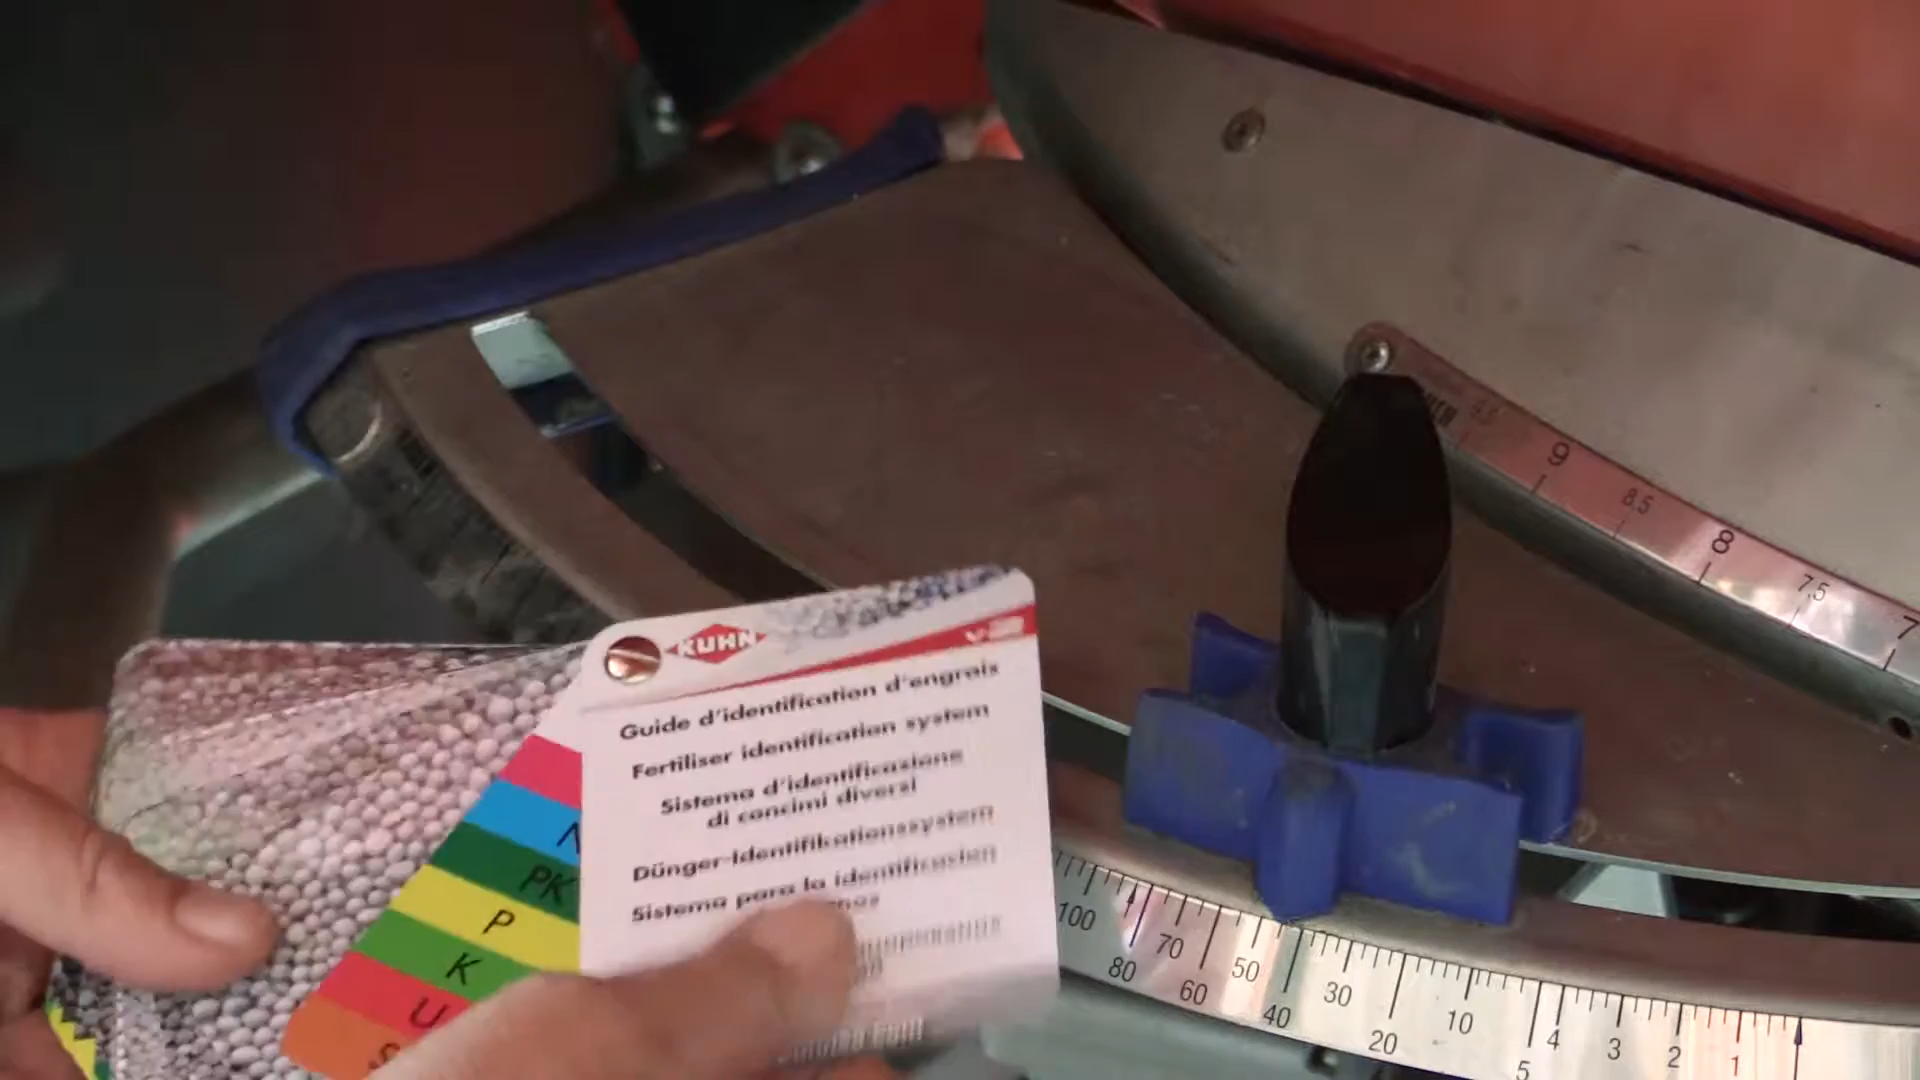 KUHN
Guide d'identification d'engrais
Fertiliser identification system
Sistema d'identificazione
di concimi diversi
Dünger-Identifikationssystem
Sistema para la identificación
N
PK
P
K
U
S
9
8.5
8
7.5
7
100
80
70
60
50
40
30
20
10
5
4
3
2
1